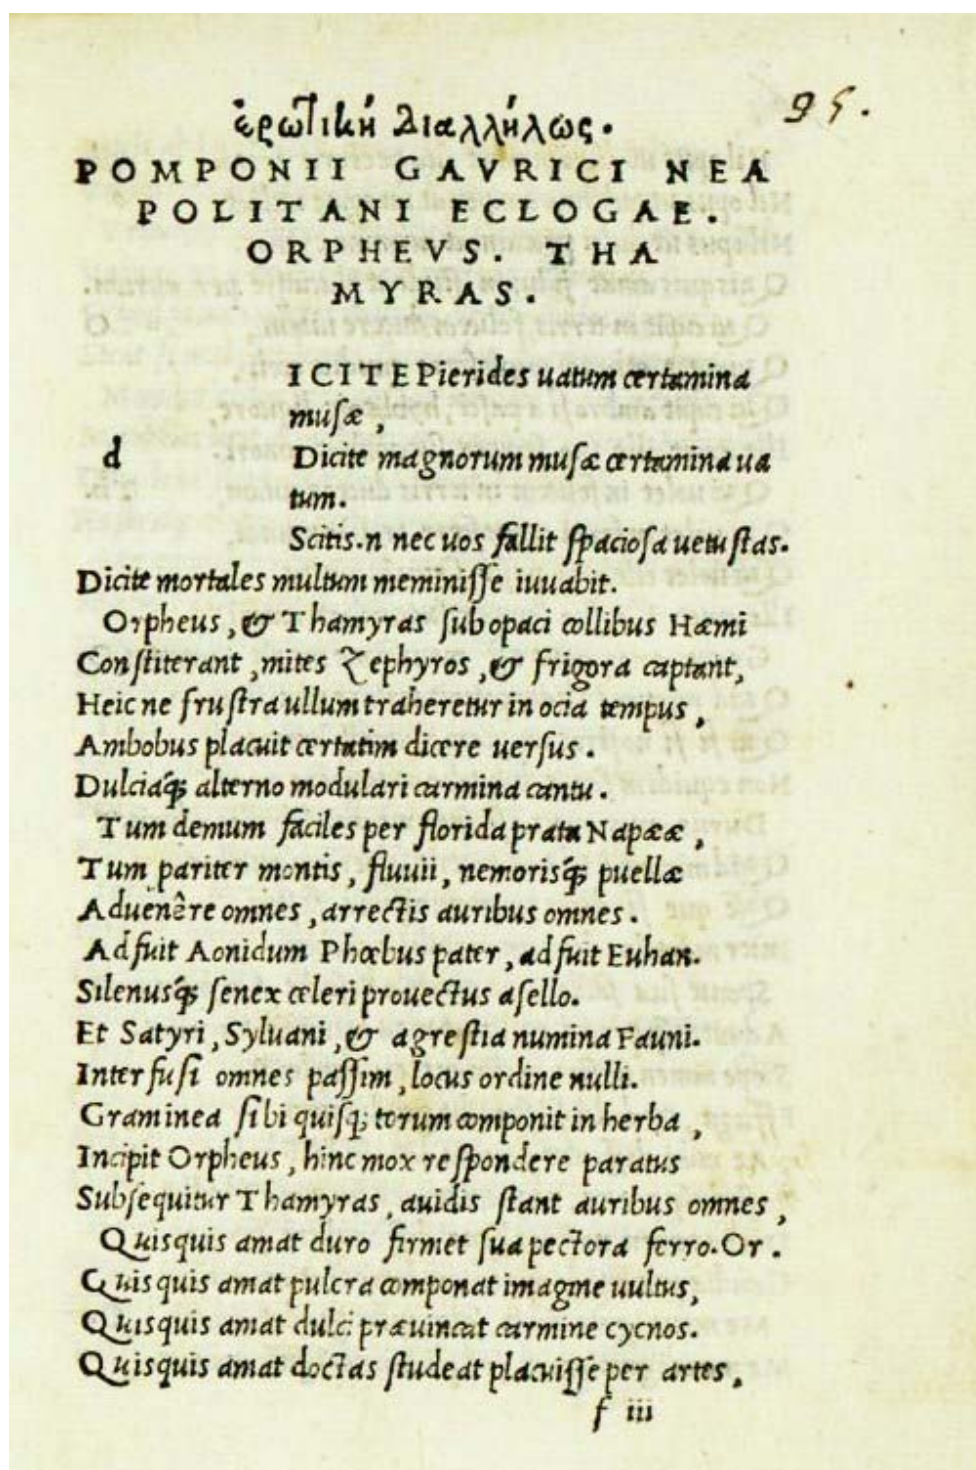 95.
ἐρωτικὴ Διαλλήλως.
POMPONII GAVRICI NEA
POLITANI ECLOGAE.
ORPHEVS. THA
MYRAS.
ICITE Pierides uatum certamina
musæ,
d Dicite magnorum musæ certamina ua
tum.
Scitis.n nec uos fallit spaciosa uetustas.
Dicite mortales multum meminisse iuuabit.
Orpheus, & Thamyras sub opaci collibus Hæmi
Constiterant, mites Zephyros, & frigora captant,
Heic ne frustra ullum traheretur in ocia tempus,
Ambobus placuit certatim dicere uersus.
Dulciaq; alterno modulari carmina cantu.
Tum demum faciles per florida prata Napææ,
Tum pariter montis, fluuii, nemorisq; puellæ
Aduenêre omnes, arrectis auribus omnes.
Adfuit Aonidum Phœbus pater, adfuit Euhan.
Silenusq; senex celeri prouectus asello.
Et Satyri, Syluani, & agrestia numina Fauni.
Interfusi omnes passim, locus ordine nulli.
Graminea sibi quisq; torum componit in herba,
Incipit Orpheus, hinc mox respondere paratus
Subsequitur Thamyras, auidis stant auribus omnes,
Quisquis amat duro firmet sua pectora ferro. Or.
Quisquis amat pulcra componat imagine uultus,
Quisquis amat dulci præuincat carmine cycnos.
Quisquis amat doctas studeat placuisse per artes,
f iii